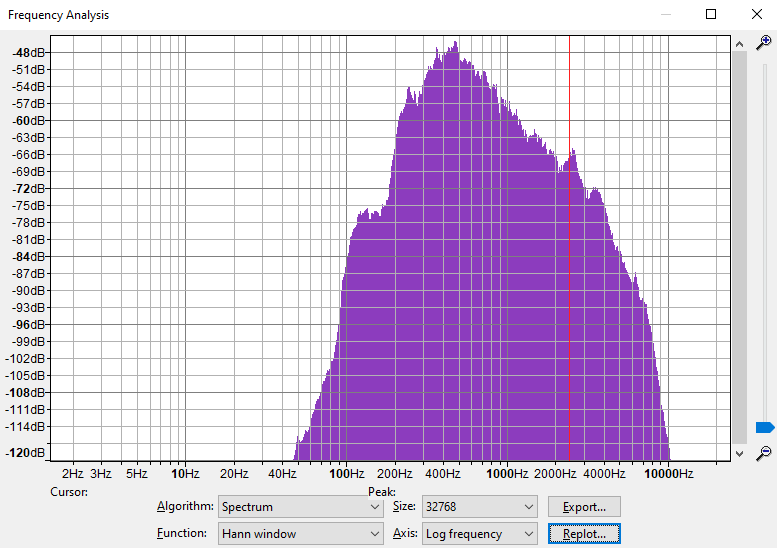 Frequency Analysis
-48dB
-51dB
-54dB
-57dB
-60dB
-63dB
-66dB
-69dB
-72dB
-75dB
-78dB
-81dB
-84dB
-87dB
-90dB
-93dB
-96dB
-99dB
-102dB
-105dB
-108dB
-111dB
-114dB
-120dB
2Hz 3Hz 5Hz 10Hz 20Hz 40Hz 100Hz 200Hz 400Hz 1000Hz 2000Hz 4000Hz 10000Hz
Cursor: Peak:
Algorithm: Spectrum Size: 32768 Export...
Function: Hann window Axis: Log frequency Replot...